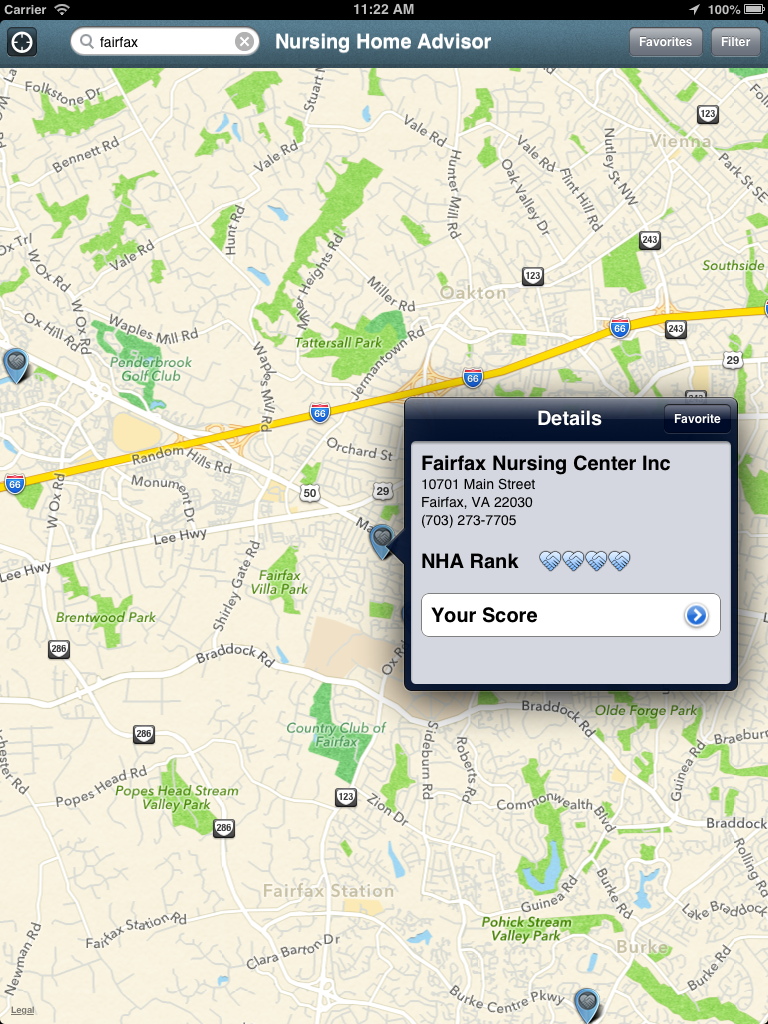 Carrier
11:22 AM
100%
fairfax
Nursing Home Advisor
Favorites
Filter
Folkstone Dr
Stuart
Bennett Rd
Vale Rd
Vale Rd
Vale Rd
Hunter Mill Rd
Oak Valley Dr
Flint Hill Rd
Nutley St NW
123
Vienna
Park St SE
Ox Trl
W Ox Rd
Vale Rd
Hunt Rd
243
Southside
123
Oakton
Miller Heights Rd
Miller Rd
W Ox Rd
Ox Hill Rd
Waples Mill Rd
Penderbrook
Golf Club
Tattersall Park
Jermantown Rd
66
243
29
Waples Mill Rd
66
66
Details
Favorite
Fairfax Nursing Center Inc
10701 Main Street
Fairfax, VA 22030
(703) 273-7705
NHA Rank
Your Score
Orchard St
Random Hills Rd
66
W Ox Rd
Monument Dr
50
29
Lee Hwy
Lee Hwy
Shirley Gate Rd
Fairfax
Villa Park
Brentwood Park
286
Braddock Rd
Ox
Braddock Rd
Olde Forge Park
286
Country Club of
Fairfax
Sideburn Rd
Roberts Rd
Guinea Rd
Popes Head Rd
Popes Head Stream
Valley Park
123
Zion Dr
286
Commonwealth Blvd
Braddock
Rolling Rd
Fairfax Station
Guinea Rd
Burke Rd
Lake Braddock
Fairfax Station Rd
Pohick Stream
Valley Park
Burke
Newman Rd
Clara Barton Dr
Burke Rd
Burke Centre Pkwy
Legal